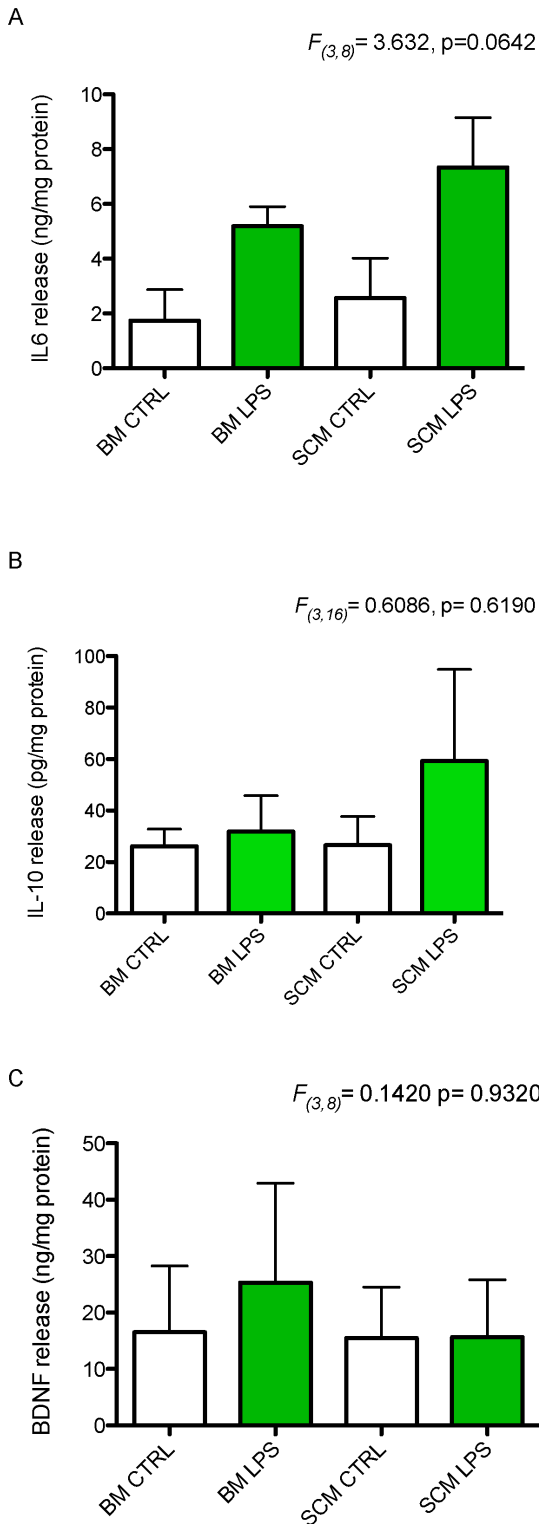 A
F(3,8)= 3.632, p=0.0642
IL6 release (ng/mg protein)
10
8
6
4
2
0
BM CTRL
BM LPS
SCM CTRL
SCM LPS
B
F(3,16)= 0.6086, p= 0.6190
IL-10 release (pg/mg protein)
100
80
60
40
20
0
BM CTRL
BM LPS
SCM CTRL
SCM LPS
C
F(3,8)= 0.1420 p= 0.9320
BDNF release (ng/mg protein)
50
40
30
20
10
0
BM CTRL
BM LPS
SCM CTRL
SCM LPS